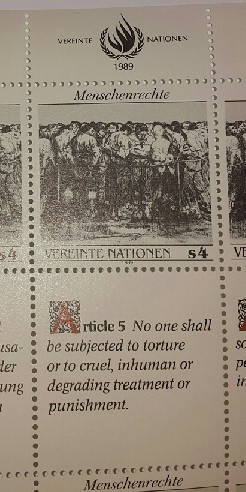 VEREINTE NATIONEN
1989
Menschenrechte
s4 VEREINTE NATIONEN s4
Article 5 No one shall
be subjected to torture
or to cruel, inhuman or
degrading treatment or
punishment.
Menschenrechte